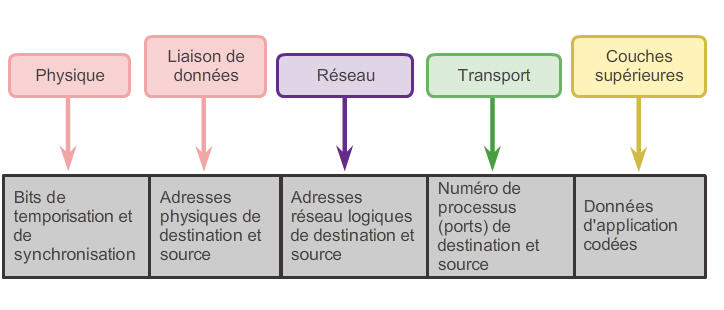 Physique
Liaison de
données
Réseau
Transport
Couches
supérieures
Bits de
temporisation et
de
synchronisation
Adresses
physiques de
destination et
source
Adresses
réseau logiques
de destination et
source
Numéro de
processus
(ports) de
destination et
source
Données
d'application
codées